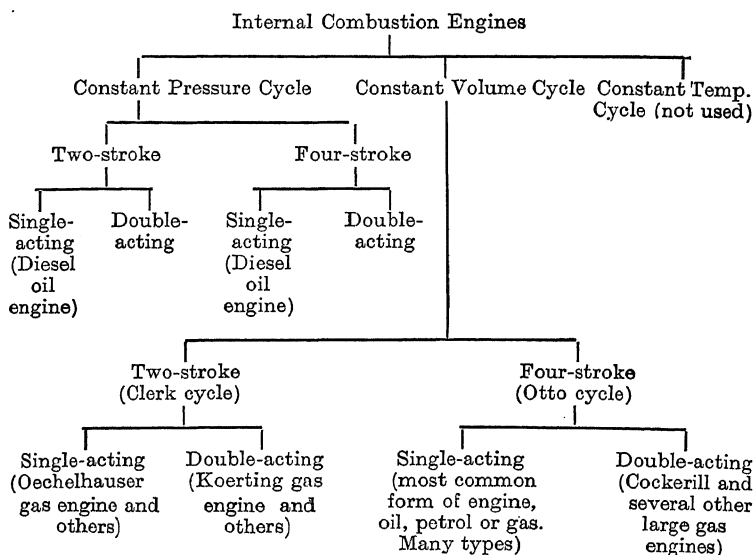 Internal Combustion Engines
Constant Pressure Cycle
Constant Volume Cycle
Constant Temp.
Cycle (not used)
Two-stroke
Four-stroke
Single-
acting
(Diesel
oil
engine)
Double-
acting
Single-
acting
(Diesel
oil
engine)
Double-
acting
Two-stroke
(Clerk cycle)
Four-stroke
(Otto cycle)
Single-acting
(Oechelhauser
gas engine and
others)
Double-acting
(Koerting gas
engine and
others)
Single-acting
(most common
form of engine,
oil, petrol or gas.
Many types)
Double-acting
(Cockerill and
several other
large gas
engines)